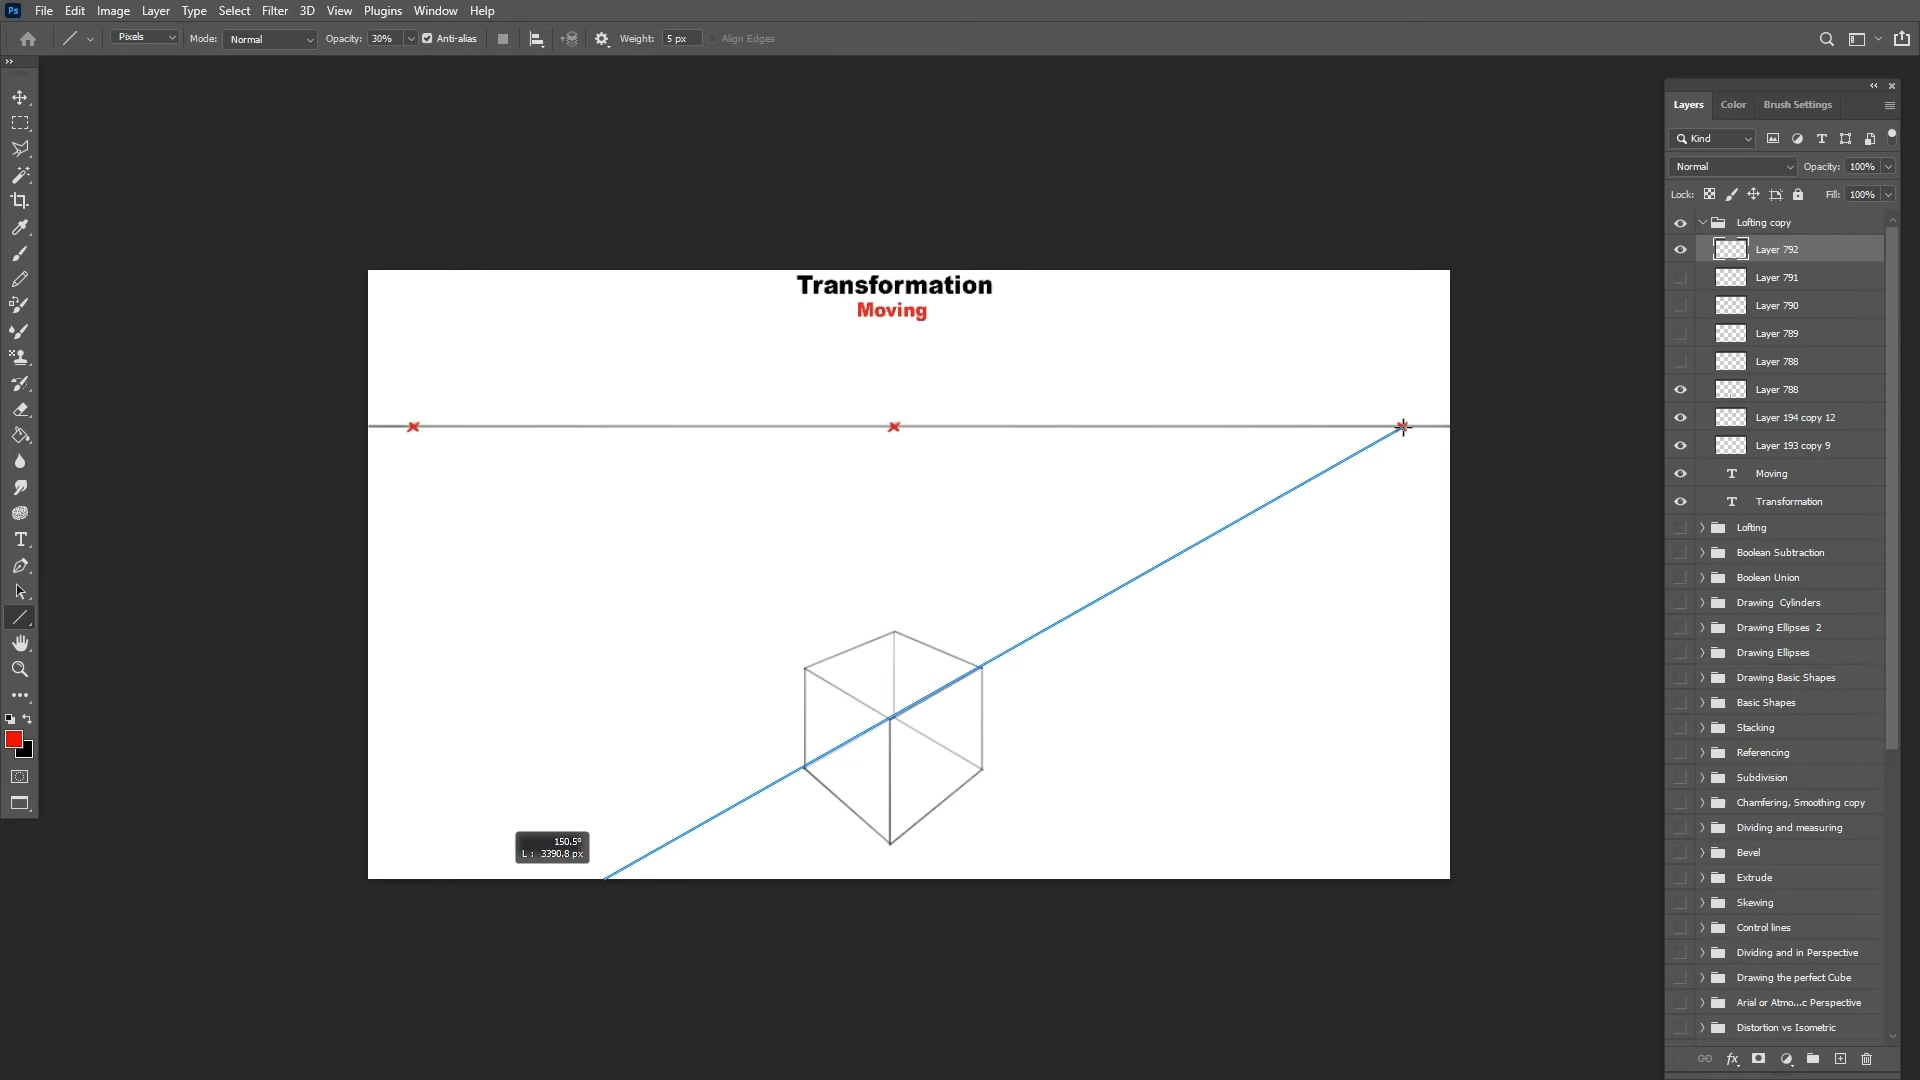 Ps File Edit Image Layer Type Select Filter 3D View Plugins Window Help
Pixels Mode: Normal Opacity: 30% Anti-alias Weight: 5 px Align Edges
Layers Color Brush Settings
Kind
Normal Opacity: 100%
Lock: Fill: 100%
Lofting copy
Layer 792
Layer 791
Layer 790
Layer 789
Layer 788
Layer 788
Layer 194 copy 12
Layer 193 copy 9
Moving
Transformation
Lofting
Boolean Subtraction
Boolean Union
Drawing Cylinders
Drawing Ellipses 2
Drawing Ellipses
Drawing Basic Shapes
Basic Shapes
Stacking
Referencing
Subdivision
Chamfering, Smoothing copy
Dividing and measuring
Bevel
Extrude
Skewing
Control lines
Dividing and in Perspective
Drawing the perfect Cube
Arial or Atmo...c Perspective
Distortion vs Isometric
fx
Transformation
Moving
150.5°
L : 3390.8 px